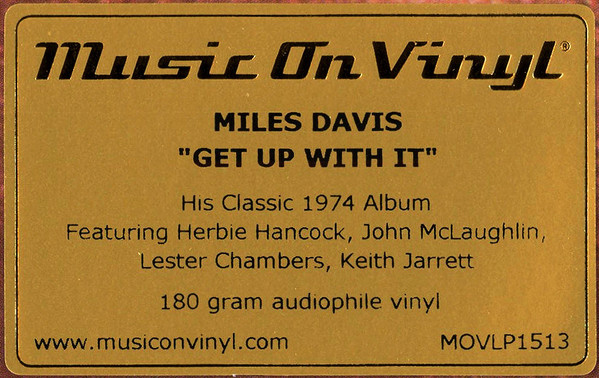 Music On Vinyl®
MILES DAVIS
"GET UP WITH IT"
His Classic 1974 Album
Featuring Herbie Hancock, John McLaughlin,
Lester Chambers, Keith Jarrett
180 gram audiophile vinyl
www.musiconvinyl.com MOVLP1513